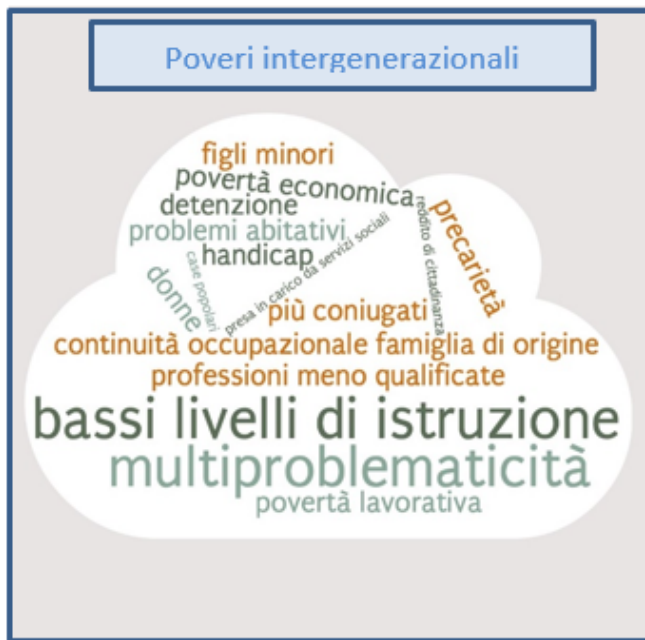 Poveri intergenerazionali
figli minori
povertà economica
detenzione
problemi abitativi
handicap
case popolari
donne
presa in carico da servizi sociali
reddito di cittadinanza
precarietà
più coniugati
continuità occupazionale famiglia di origine
professioni meno qualificate
bassi livelli di istruzione
multiproblematicità
povertà lavorativa